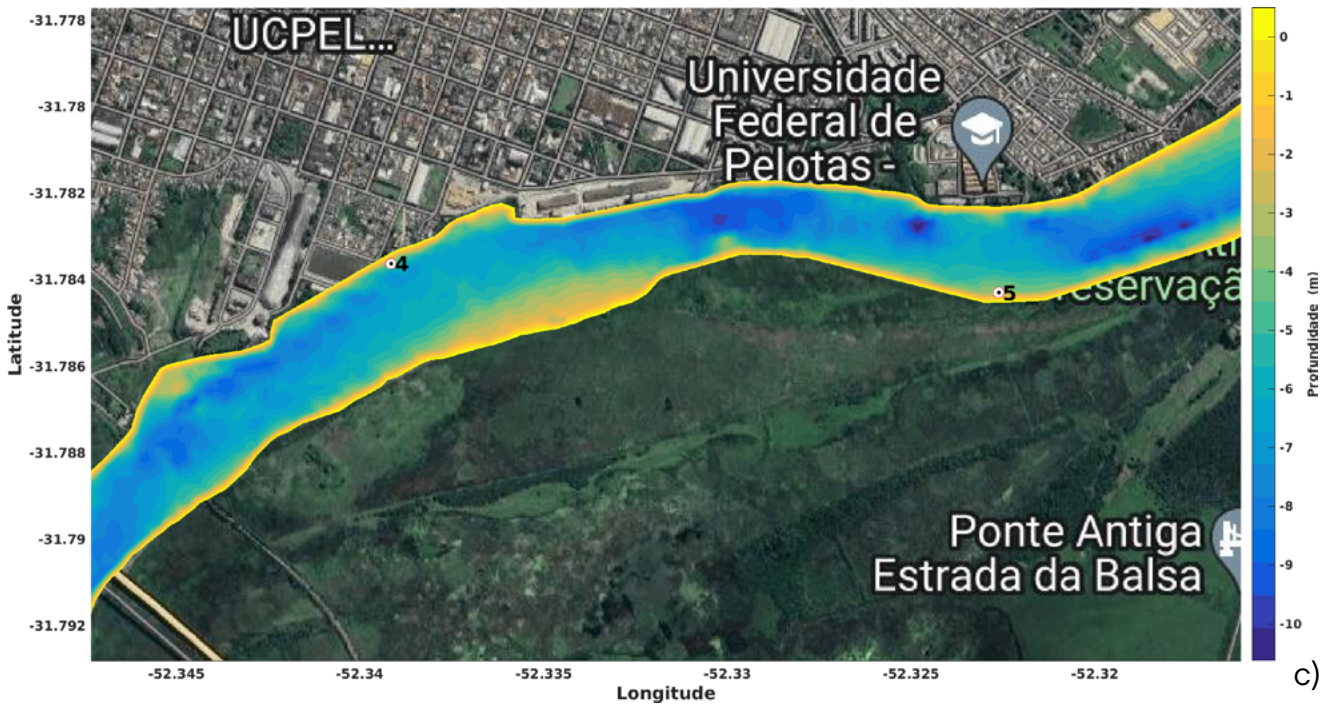 UCPEL...
Universidade
Federal de
Pelotas -
4
5
reservaçã
Ponte Antiga
Estrada da Balsa
-31.778
-31.78
-31.782
-31.784
-31.786
-31.788
-31.79
-31.792
Latitude
-52.345
-52.34
-52.335
-52.33
-52.325
-52.32
Longitude
0
-1
-2
-3
-4
-5
-6
-7
-8
-9
-10
Profundidade (m)
c)